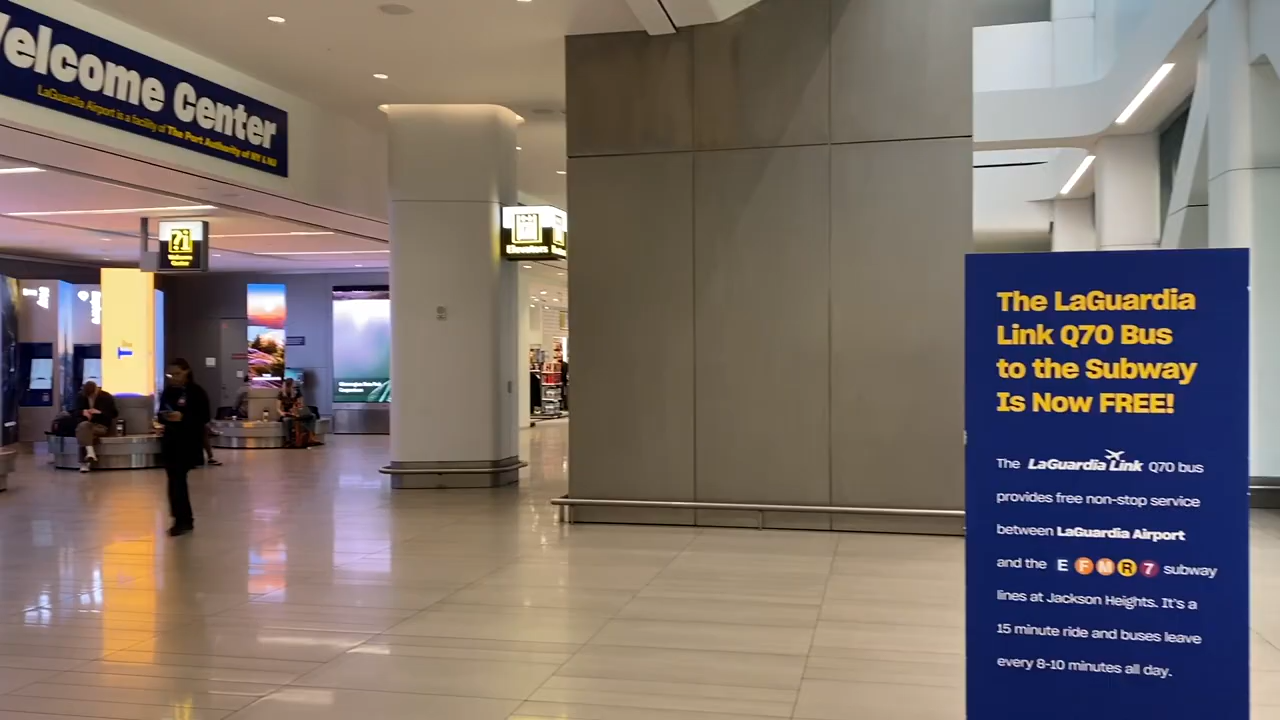 elcome Center
LaGuardia Airport is a facility of The Port Authority of NY & NJ
?i
Welcome
Center
Elevators
The LaGuardia
Link Q70 Bus
to the Subway
Is Now FREE!
The LaGuardia Link Q70 bus
provides free non-stop service
between LaGuardia Airport
and the E F M R 7 subway
lines at Jackson Heights. It's a
15 minute ride and buses leave
every 8-10 minutes all day.